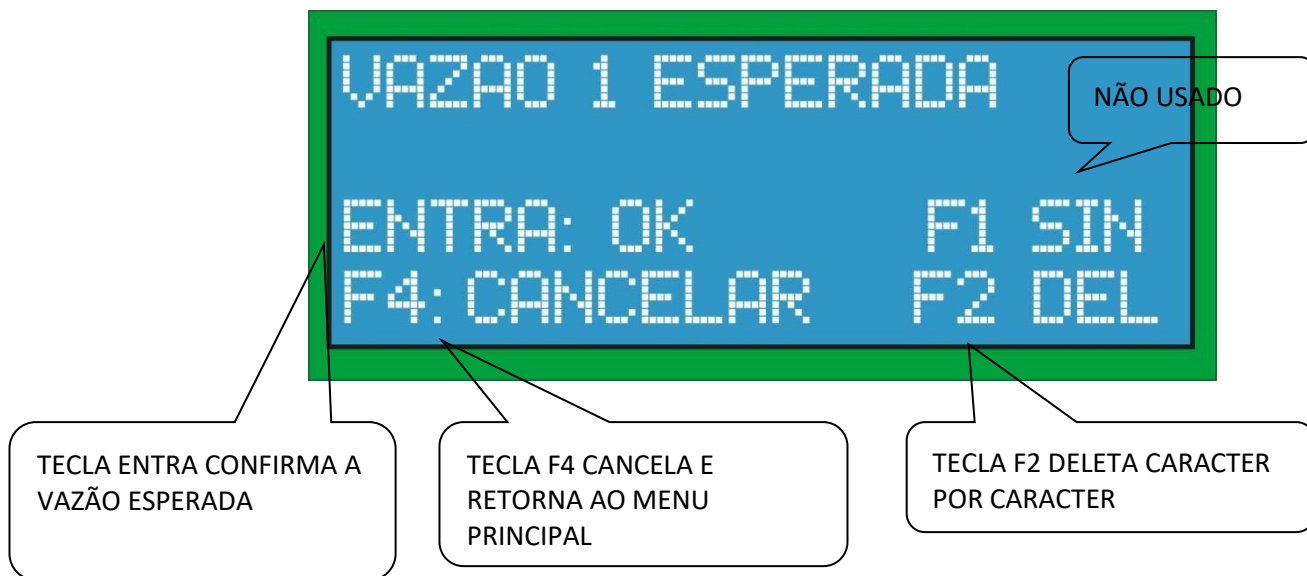 VAZAO 1 ESPERADA
NÃO USADO
ENTRA: OK F1 SIN
F4: CANCELAR F2 DEL
TECLA ENTRA CONFIRMA A
VAZÃO ESPERADA
TECLA F4 CANCELA E
RETORNA AO MENU
PRINCIPAL
TECLA F2 DELETA CARACTER
POR CARACTER